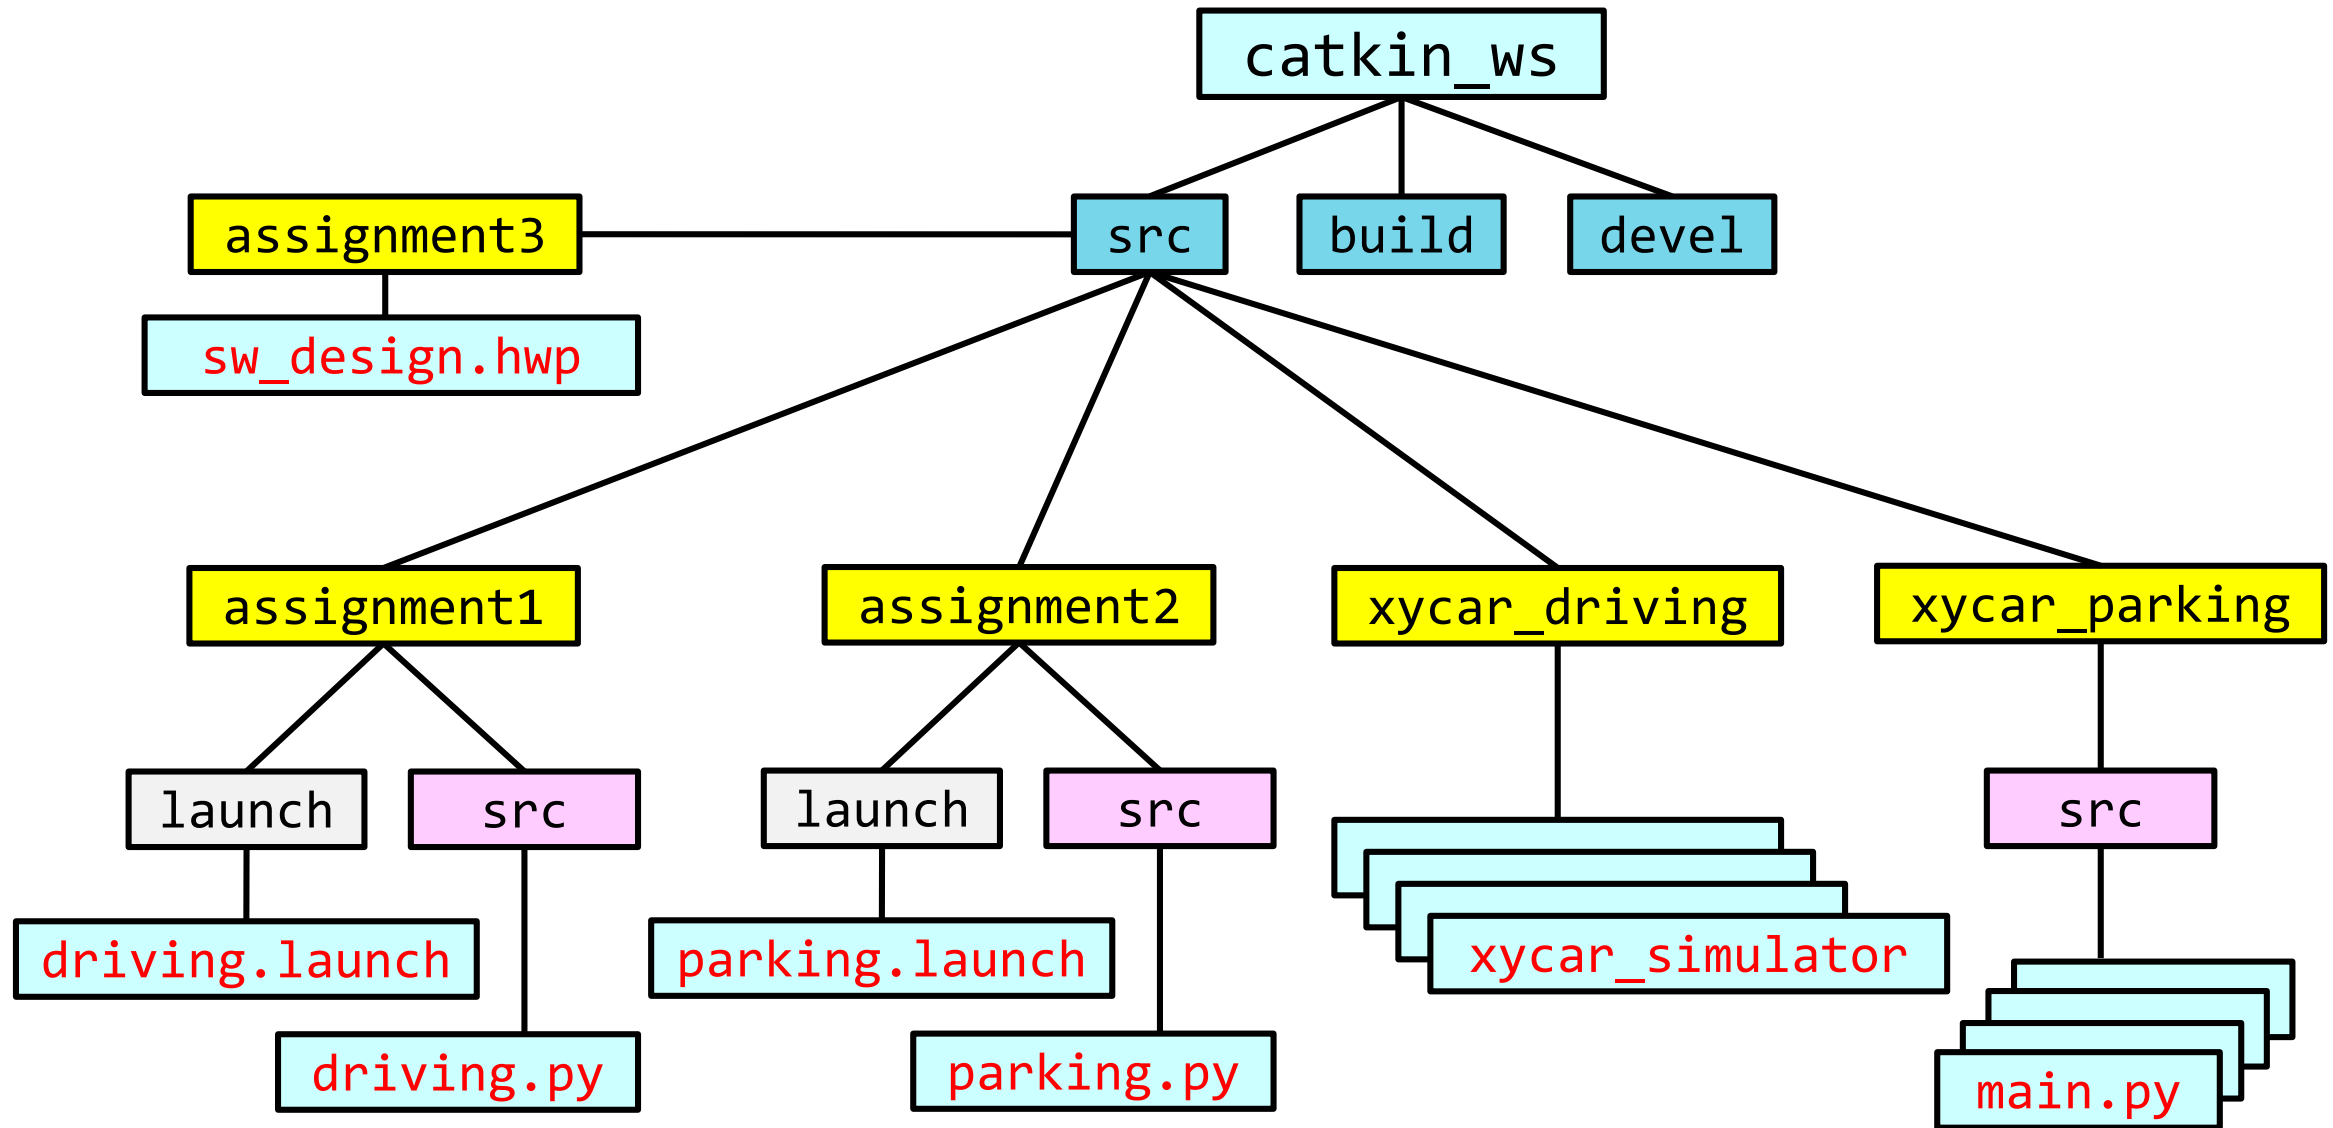 catkin_ws
assignment3
src
build
devel
sw_design.hwp
assignment1
assignment2
xycar_driving
xycar_parking
launch
src
launch
src
src
driving.launch
parking.launch
xycar_simulator
driving.py
parking.py
main.py